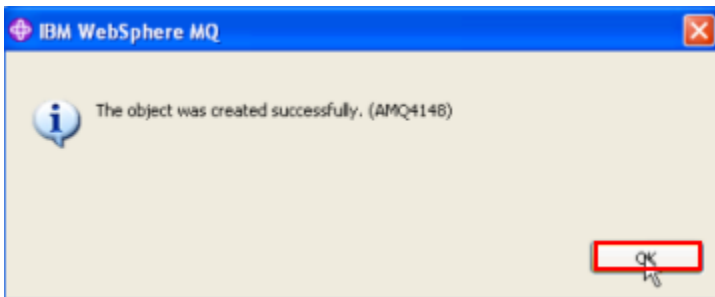 IBM WebSphere MQ
The object was created successfully. (AMQ4148)
OK